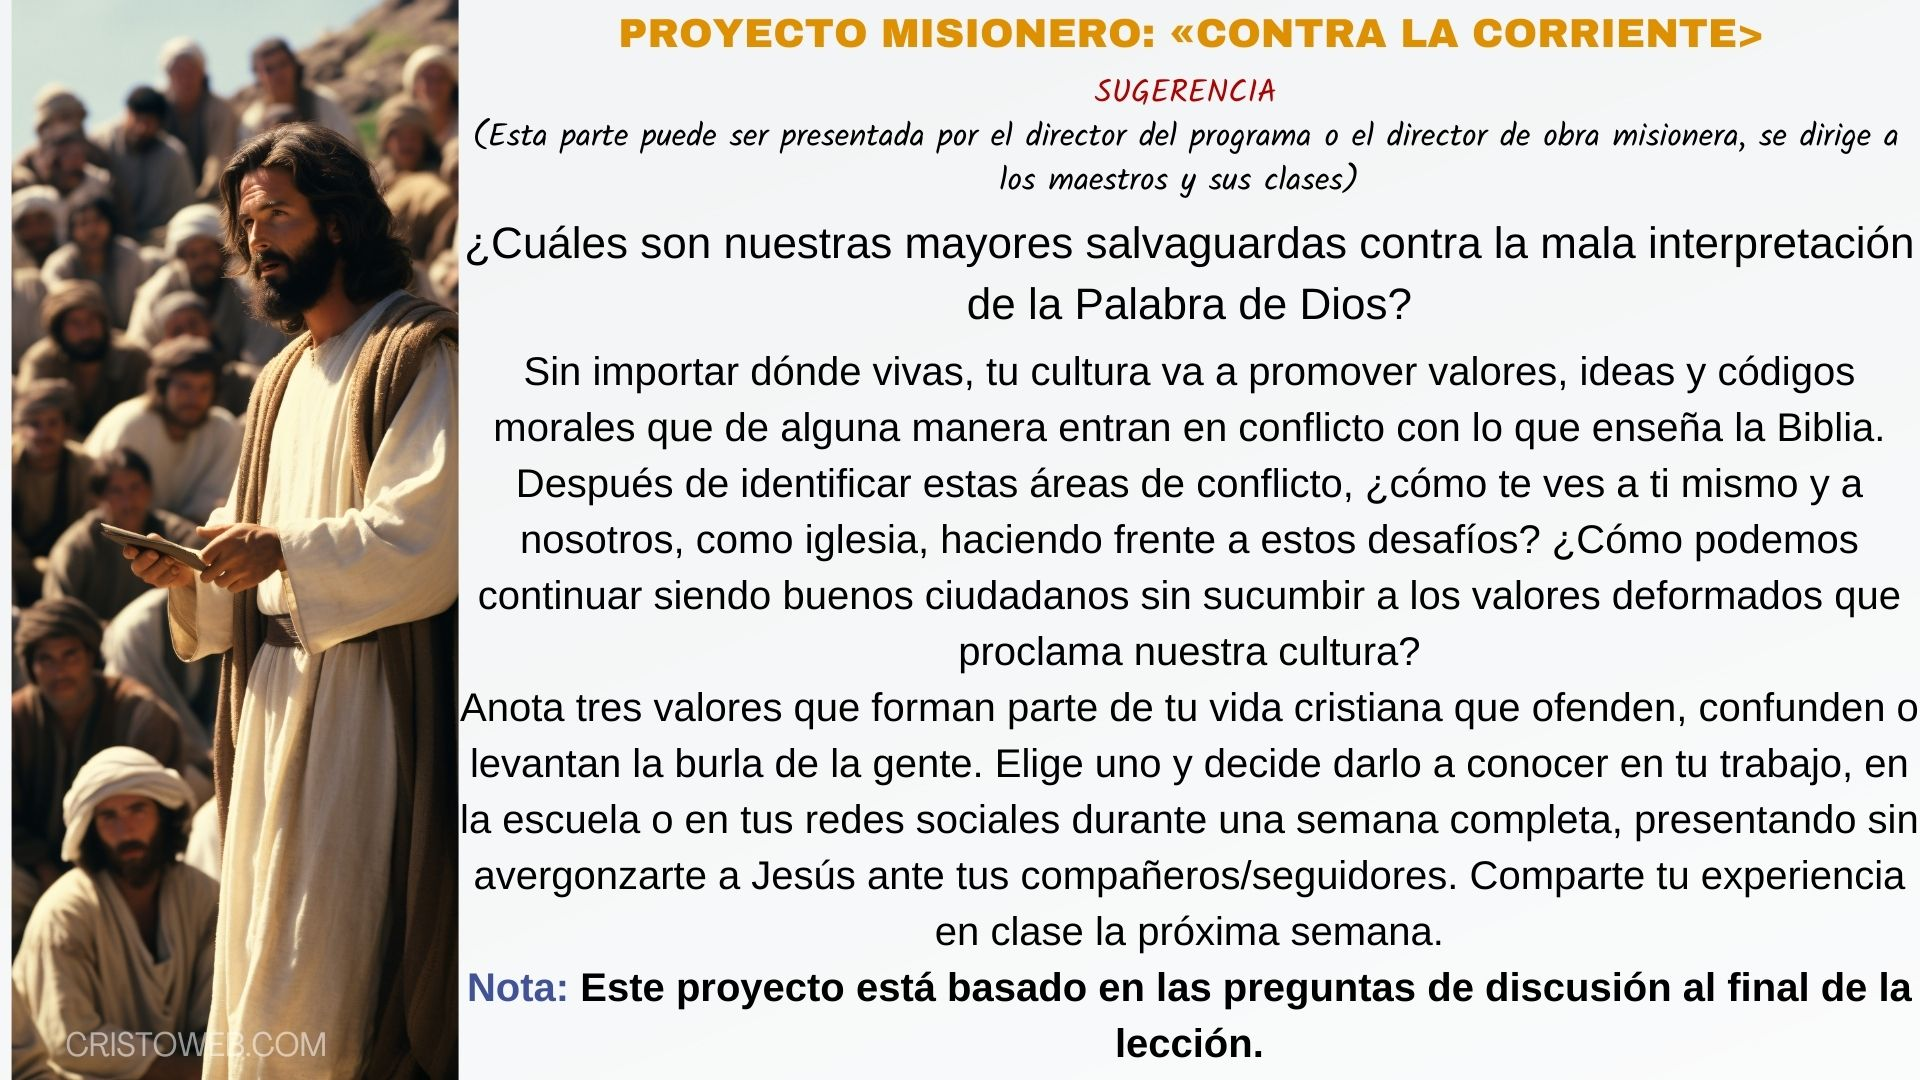 PROYECTO MISIONERO: «CONTRA LA CORRIENTE>
SUGERENCIA
(Esta parte puede ser presentada por el director del programa o el director de obra misionera, se dirige a
los maestros y sus clases)
¿Cuáles son nuestras mayores salvaguardas contra la mala interpretación
de la Palabra de Dios?
Sin importar dónde vivas, tu cultura va a promover valores, ideas y códigos
morales que de alguna manera entran en conflicto con lo que enseña la Biblia.
Después de identificar estas áreas de conflicto, ¿cómo te ves a ti mismo y a
nosotros, como iglesia, haciendo frente a estos desafíos? ¿Cómo podemos
continuar siendo buenos ciudadanos sin sucumbir a los valores deformados que
proclama nuestra cultura?
Anota tres valores que forman parte de tu vida cristiana que ofenden, confunden o
levantan la burla de la gente. Elige uno y decide darlo a conocer en tu trabajo, en
la escuela o en tus redes sociales durante una semana completa, presentando sin
avergonzarte a Jesús ante tus compañeros/seguidores. Comparte tu experiencia
en clase la próxima semana.
Nota: Este proyecto está basado en las preguntas de discusión al final de la
lección.
CRISTOWEB.COM